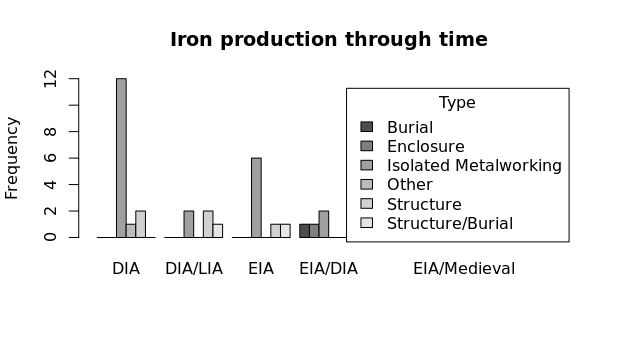 Iron production through time
Frequency
12
8
6
4
2
0
Type
Burial
Enclosure
Isolated Metalworking
Other
Structure
Structure/Burial
DIA DIA/LIA EIA EIA/DIA EIA/Medieval